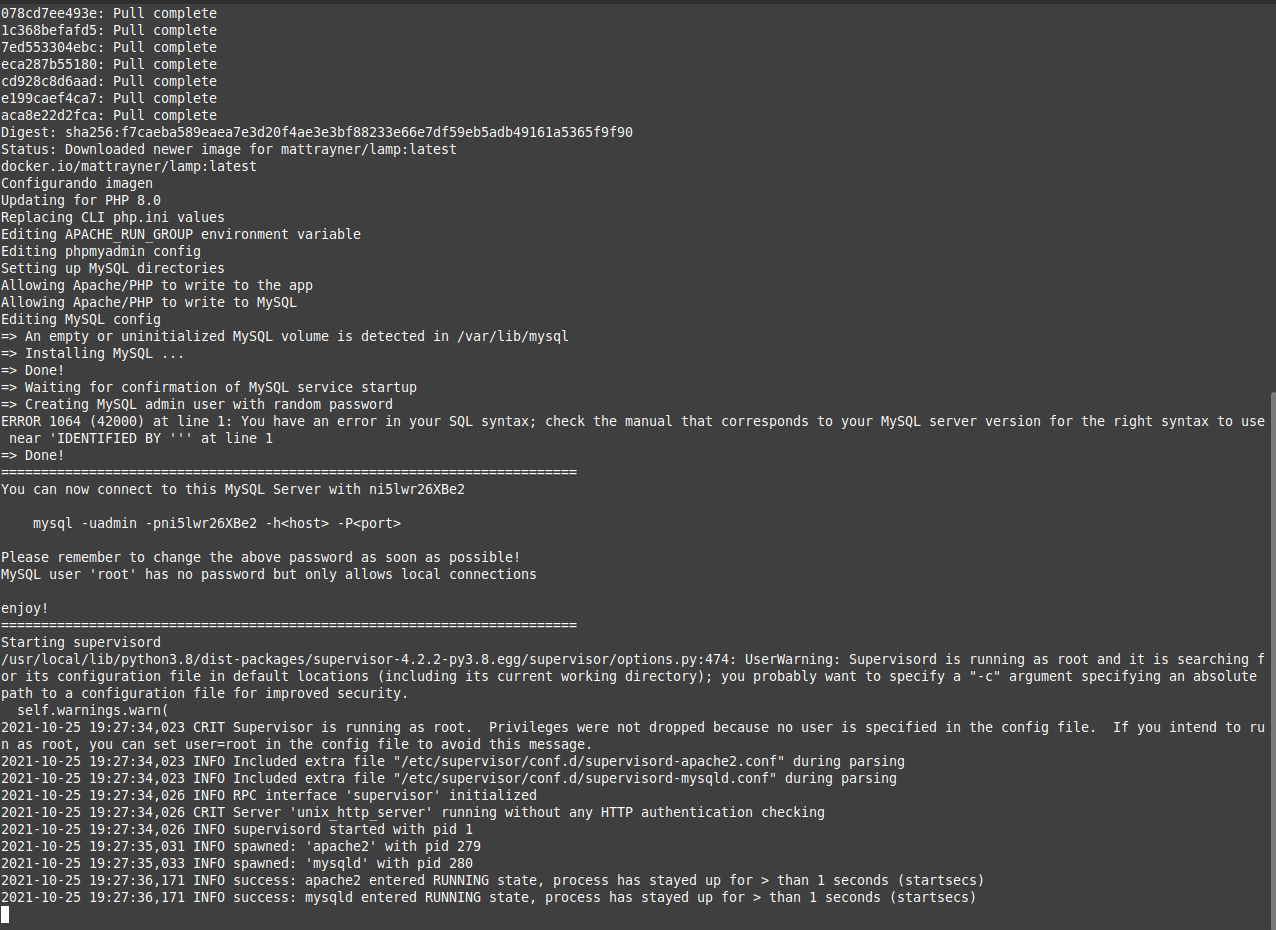 078cd7ee493e: Pull complete
1c368befafd5: Pull complete
7ed553304ebc: Pull complete
eca287b55180: Pull complete
cd928c8d6aad: Pull complete
e199caef4ca7: Pull complete
aca8e22d2fca: Pull complete
Digest: sha256:f7caeba589eaea7e3d20f4ae3e3bf88233e66e7df59eb5adb49161a5365f9f90
Status: Downloaded newer image for mattrayner/lamp:latest
docker.io/mattrayner/lamp:latest
Configurando imagen
Updating for PHP 8.0
Replacing CLI php.ini values
Editing APACHE_RUN_GROUP environment variable
Editing phpmyadmin config
Setting up MySQL directories
Allowing Apache/PHP to write to the app
Allowing Apache/PHP to write to MySQL
Editing MySQL config
=> An empty or uninitialized MySQL volume is detected in /var/lib/mysql
=> Installing MySQL ...
=> Done!
=> Waiting for confirmation of MySQL service startup
=> Creating MySQL admin user with random password
ERROR 1064 (42000) at line 1: You have an error in your SQL syntax; check the manual that corresponds to your MySQL server version for the right syntax to use
 near 'IDENTIFIED BY ''' at line 1
=> Done!
========================================================================
You can now connect to this MySQL Server with ni5lwr26XBe2

    mysql -uadmin -pni5lwr26XBe2 -h<host> -P<port>

Please remember to change the above password as soon as possible!
MySQL user 'root' has no password but only allows local connections

enjoy!
========================================================================
Starting supervisord
/usr/local/lib/python3.8/dist-packages/supervisor-4.2.2-py3.8.egg/supervisor/options.py:474: UserWarning: Supervisord is running as root and it is searching f
or its configuration file in default locations (including its current working directory); you probably want to specify a "-c" argument specifying an absolute
path to a configuration file for improved security.
  self.warnings.warn(
2021-10-25 19:27:34,023 CRIT Supervisor is running as root.  Privileges were not dropped because no user is specified in the config file.  If you intend to ru
n as root, you can set user=root in the config file to avoid this message.
2021-10-25 19:27:34,023 INFO Included extra file "/etc/supervisor/conf.d/supervisord-apache2.conf" during parsing
2021-10-25 19:27:34,023 INFO Included extra file "/etc/supervisor/conf.d/supervisord-mysqld.conf" during parsing
2021-10-25 19:27:34,026 INFO RPC interface 'supervisor' initialized
2021-10-25 19:27:34,026 CRIT Server 'unix_http_server' running without any HTTP authentication checking
2021-10-25 19:27:34,026 INFO supervisord started with pid 1
2021-10-25 19:27:35,031 INFO spawned: 'apache2' with pid 279
2021-10-25 19:27:35,033 INFO spawned: 'mysqld' with pid 280
2021-10-25 19:27:36,171 INFO success: apache2 entered RUNNING state, process has stayed up for > than 1 seconds (startsecs)
2021-10-25 19:27:36,171 INFO success: mysqld entered RUNNING state, process has stayed up for > than 1 seconds (startsecs)